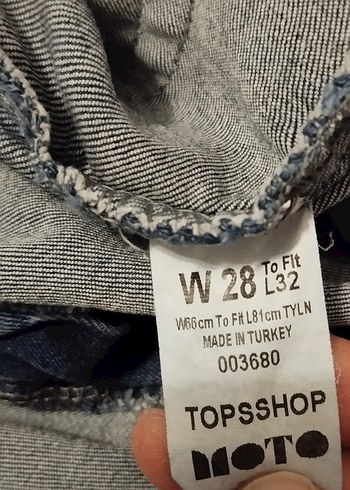 W 28 To Fit L32
W66cm To Fit L81cm TYLN
MADE IN TURKEY
003680
TOPSSHOP
MOTO